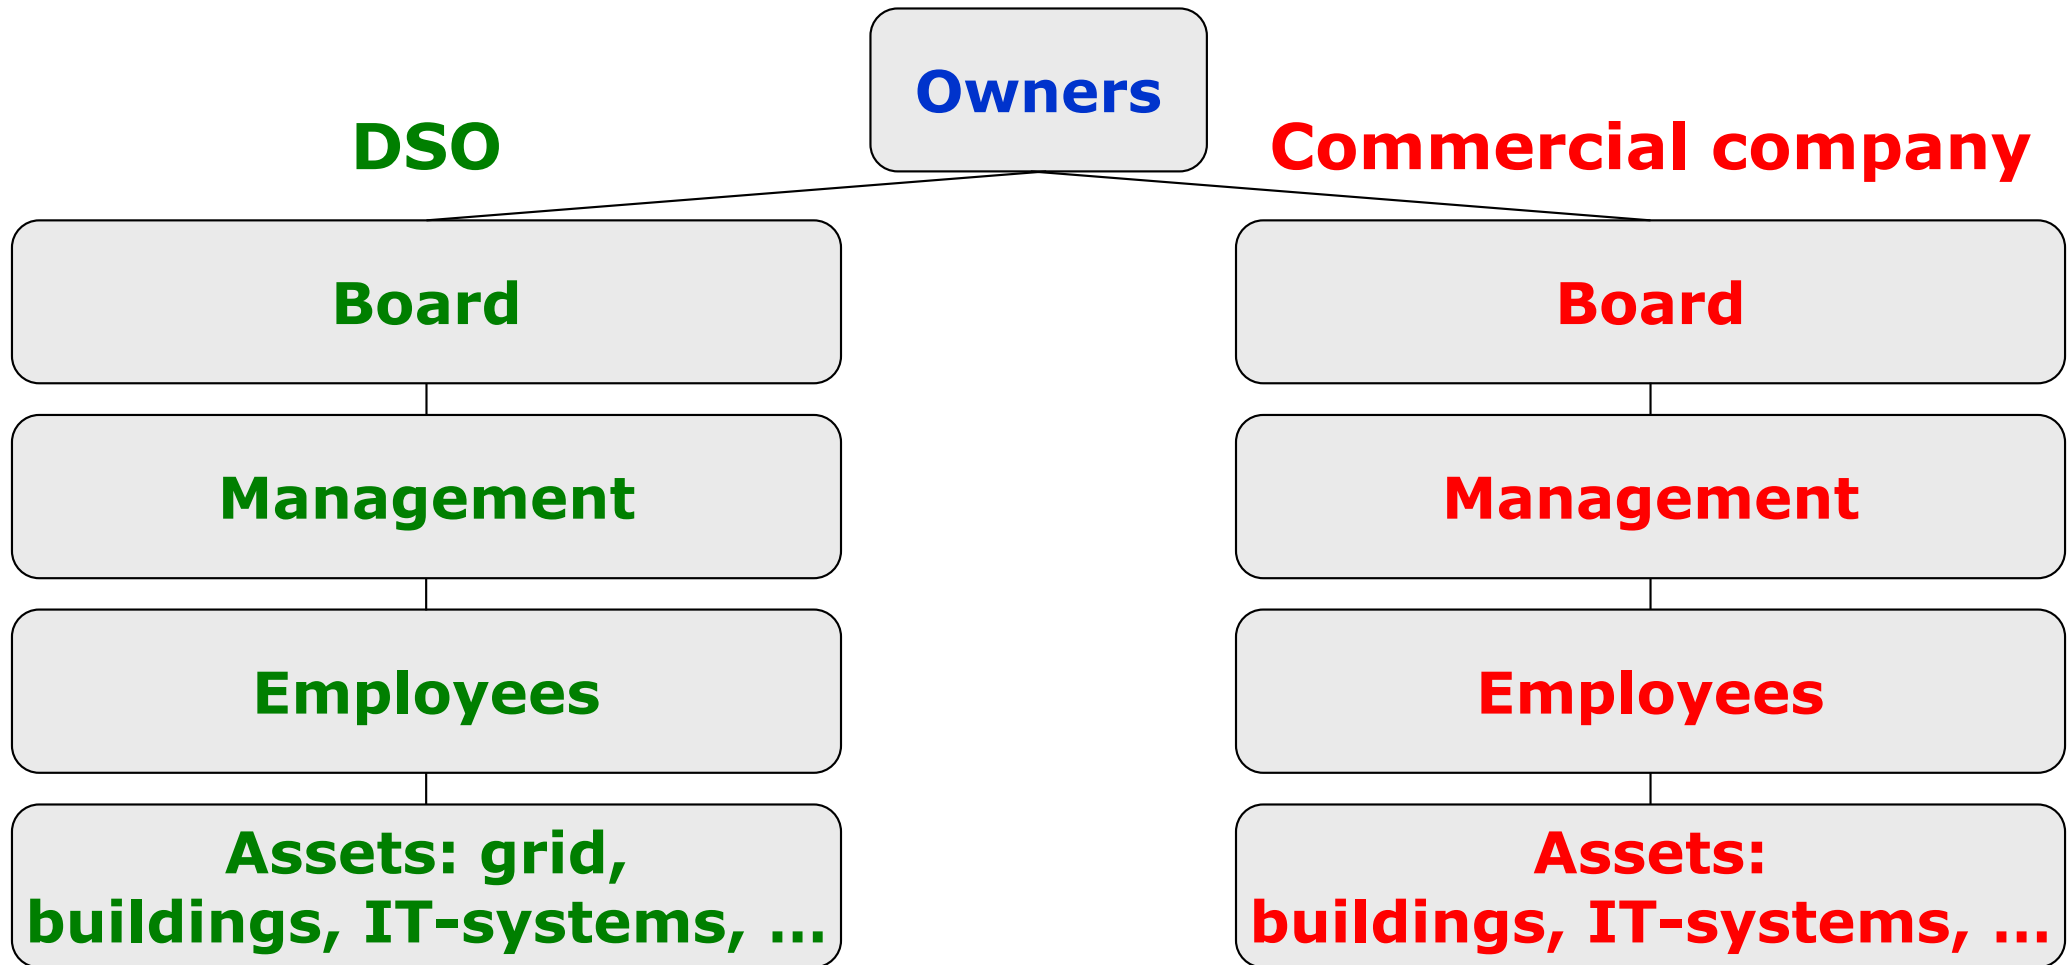 Owners
DSO
Commercial company
Board
Board
Management
Management
Employees
Employees
Assets: grid,
buildings, IT-systems, ...
Assets:
buildings, IT-systems, ...